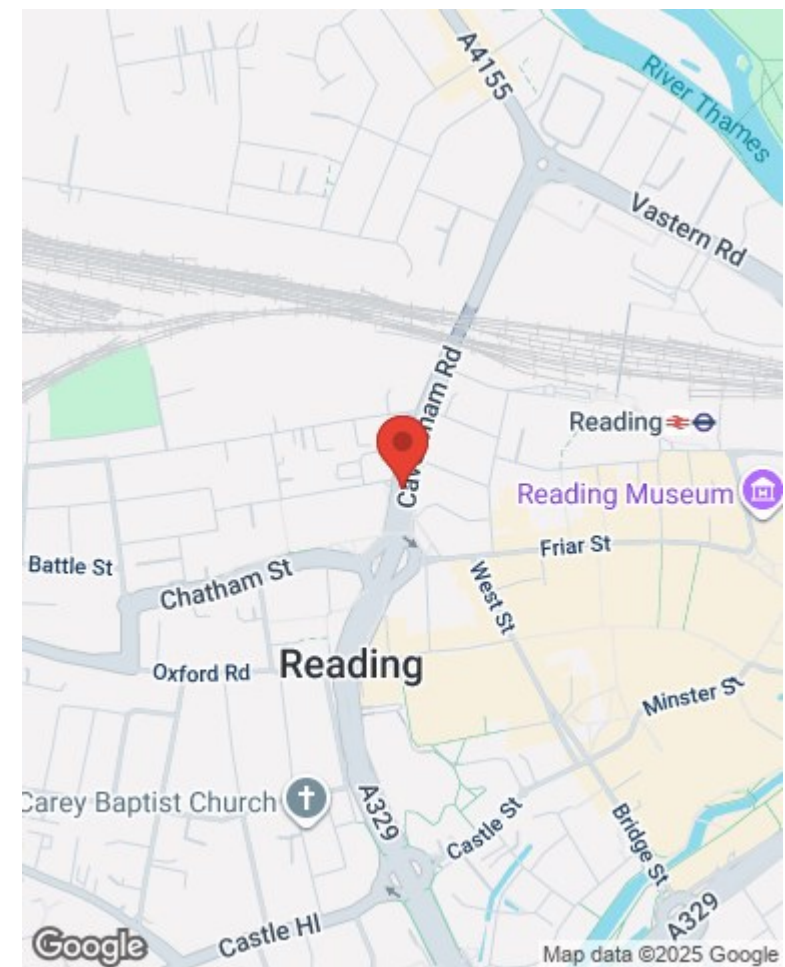 A4155
River Thames
Vastern Rd
Reading
Reading Museum
Battle St
Chatham St
Friar St
West St
Oxford Rd
Reading
Minster St
Carey Baptist Church
A329
Castle St
Bridge St
A329
Castle Hl
Google
Map data ©2025 Google